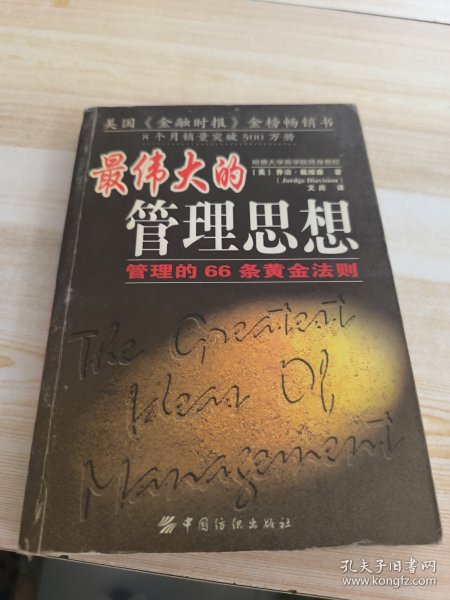 美国《金融时报》金榜畅销书
8个月销量突破500万册
哈佛大学商学院终身教授
[美] 乔治·戴维森 著
(Jordge Diavision)
文岗 译
最伟大的
管理思想
管理的66条黄金法则
The Greatest
Ideas Of
Management
中国纺织出版社
孔夫子旧书网
www.kongfz.com